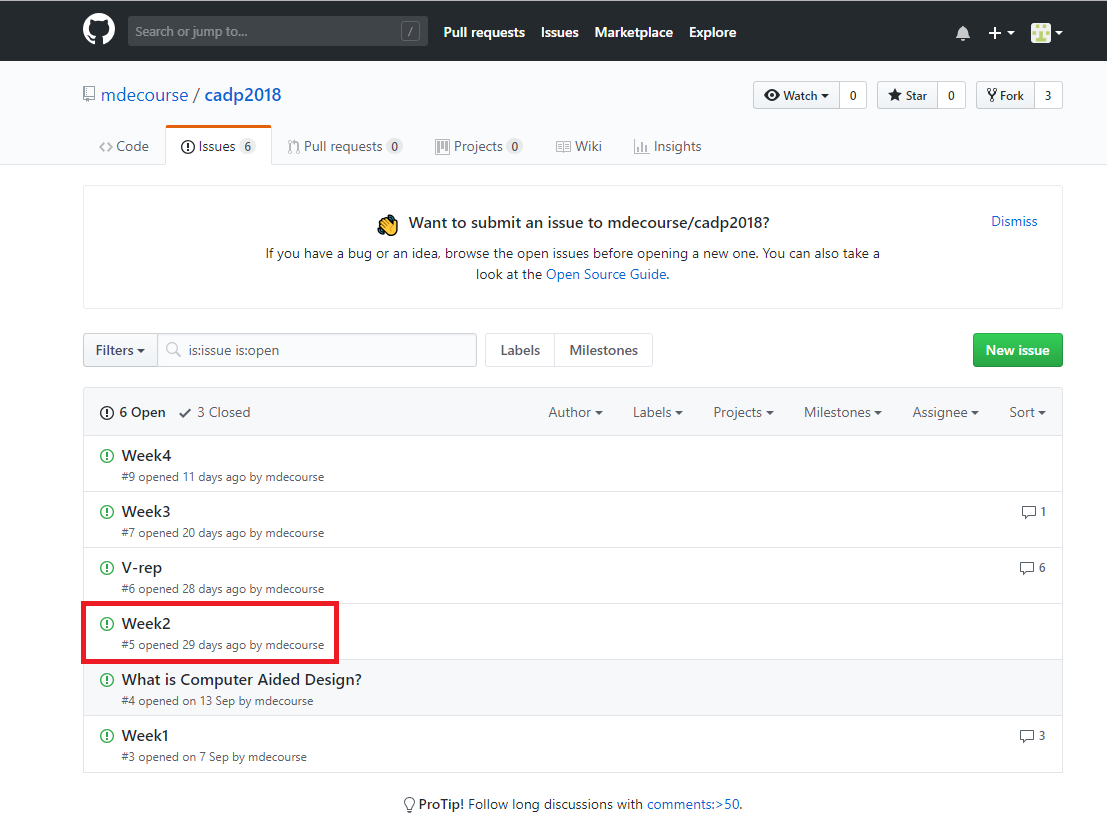 Search or jump to... /
Pull requests Issues Marketplace Explore
mdecourse / cadp2018
Watch 0 Star 0 Fork 3
Code Issues 6 Pull requests 0 Projects 0 Wiki Insights
Want to submit an issue to mdecourse/cadp2018?
Dismiss
If you have a bug or an idea, browse the open issues before opening a new one. You can also take a
look at the Open Source Guide.
Filters is:issue is:open Labels Milestones New issue
6 Open 3 Closed Author Labels Projects Milestones Assignee Sort
Week4
#9 opened 11 days ago by mdecourse
Week3 1
#7 opened 20 days ago by mdecourse
V-rep 6
#6 opened 28 days ago by mdecourse
Week2
#5 opened 29 days ago by mdecourse
What is Computer Aided Design?
#4 opened on 13 Sep by mdecourse
Week1 3
#3 opened on 7 Sep by mdecourse
ProTip! Follow long discussions with comments:>50.